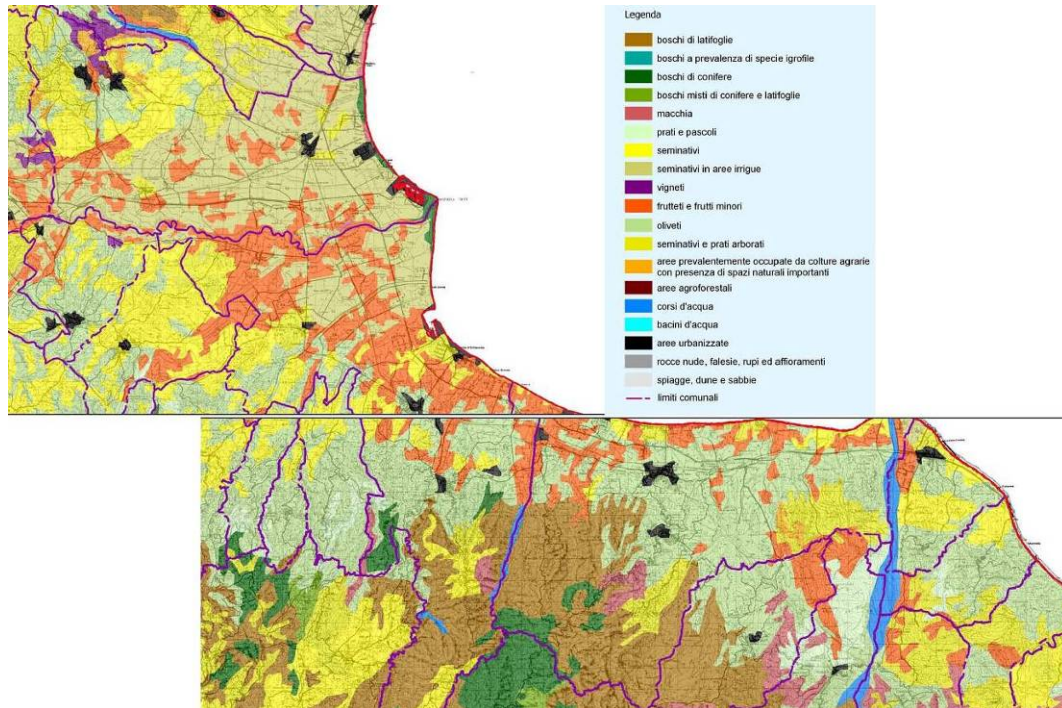 Legenda
boschi di latifoglie
boschi a prevalenza di specie igrofile
boschi di conifere
boschi misti di conifere e latifoglie
macchia
prati e pascoli
seminativi
seminativi in aree irrigue
vigneti
frutteti e frutti minori
oliveti
seminativi e prati arborati
aree prevalentemente occupate da colture agrarie
con presenza di spazi naturali importanti
aree agroforestali
corsi d'acqua
bacini d'acqua
aree urbanizzate
rocce nude, falesie, rupi ed affioramenti
spiagge, dune e sabbie
limiti comunali